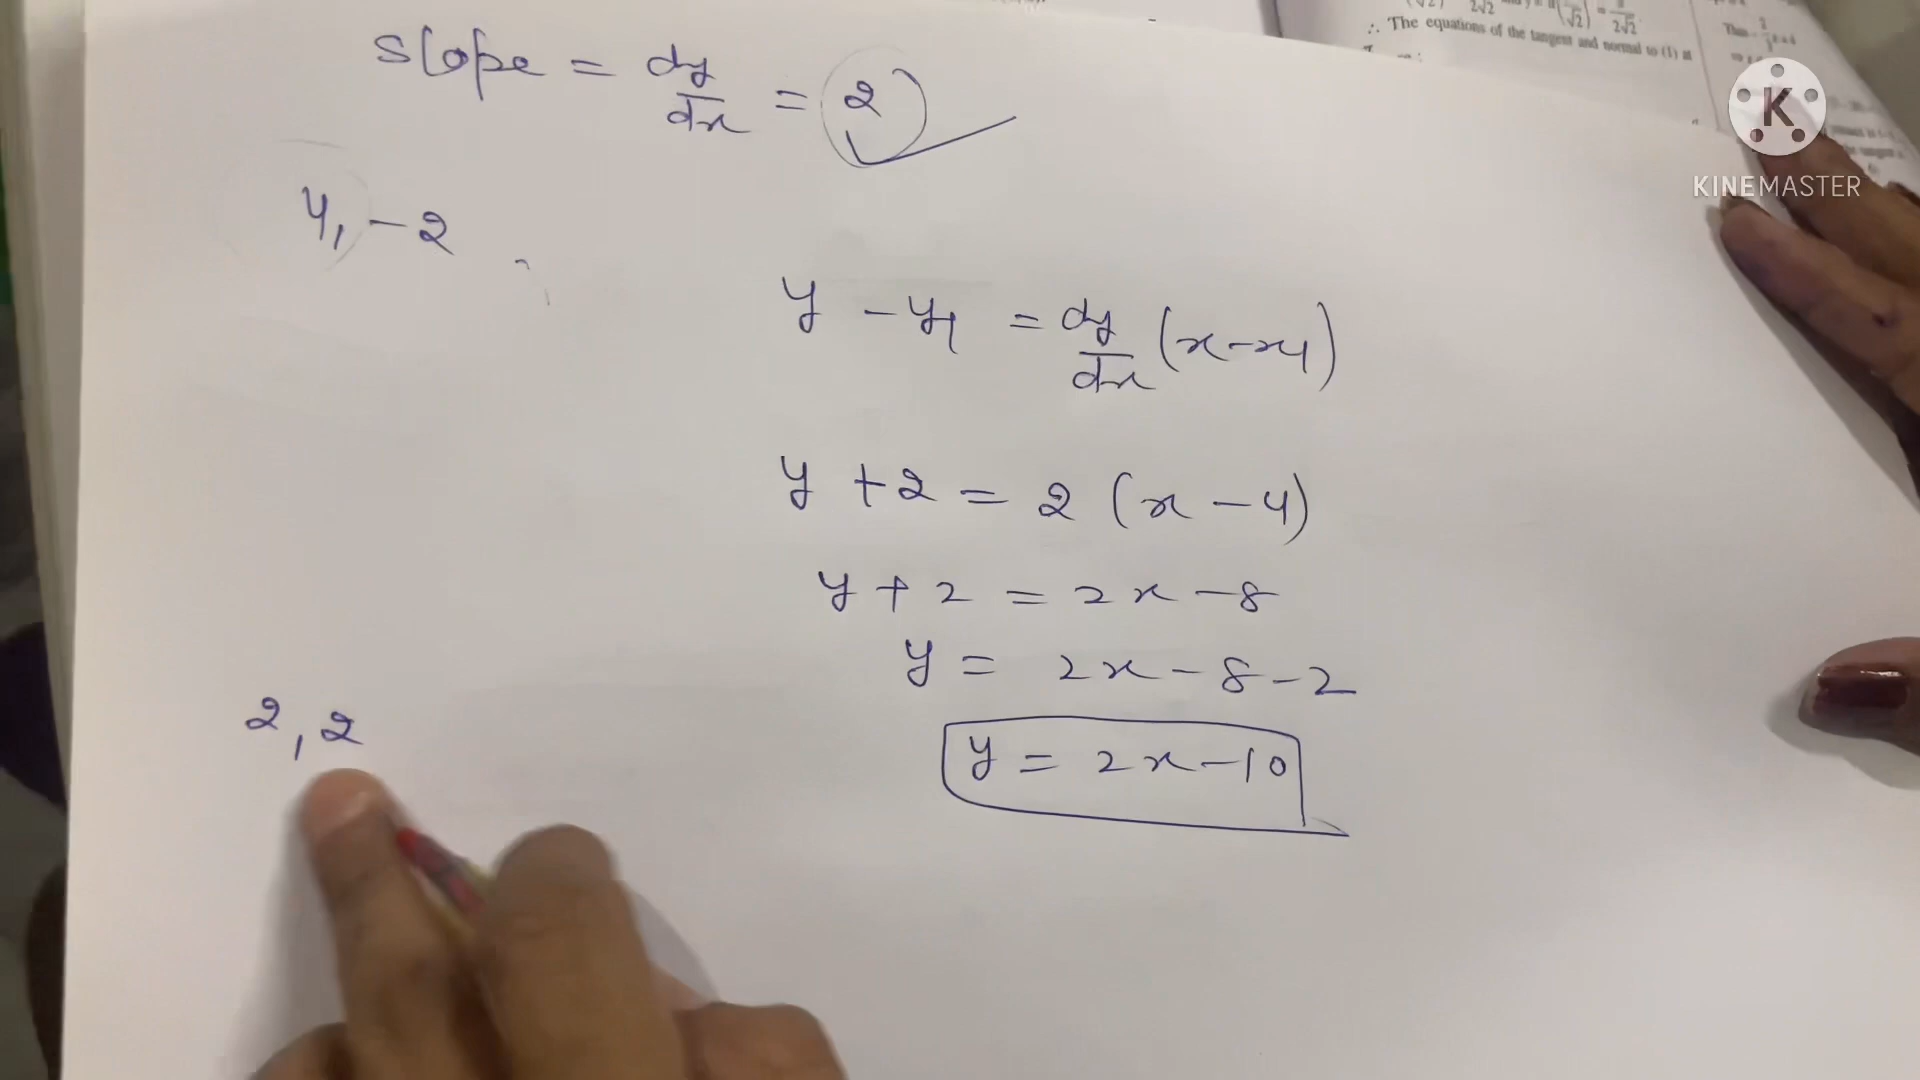 slope = dy/dx = 2
4, -2
y - y1 = dy/dx (x - x1)
y + 2 = 2 (x - 4)
y + 2 = 2x - 8
y = 2x - 8 - 2
y = 2x - 10
2, 2
∴ The equations of the tangent and normal to (1) at
KINEMASTER